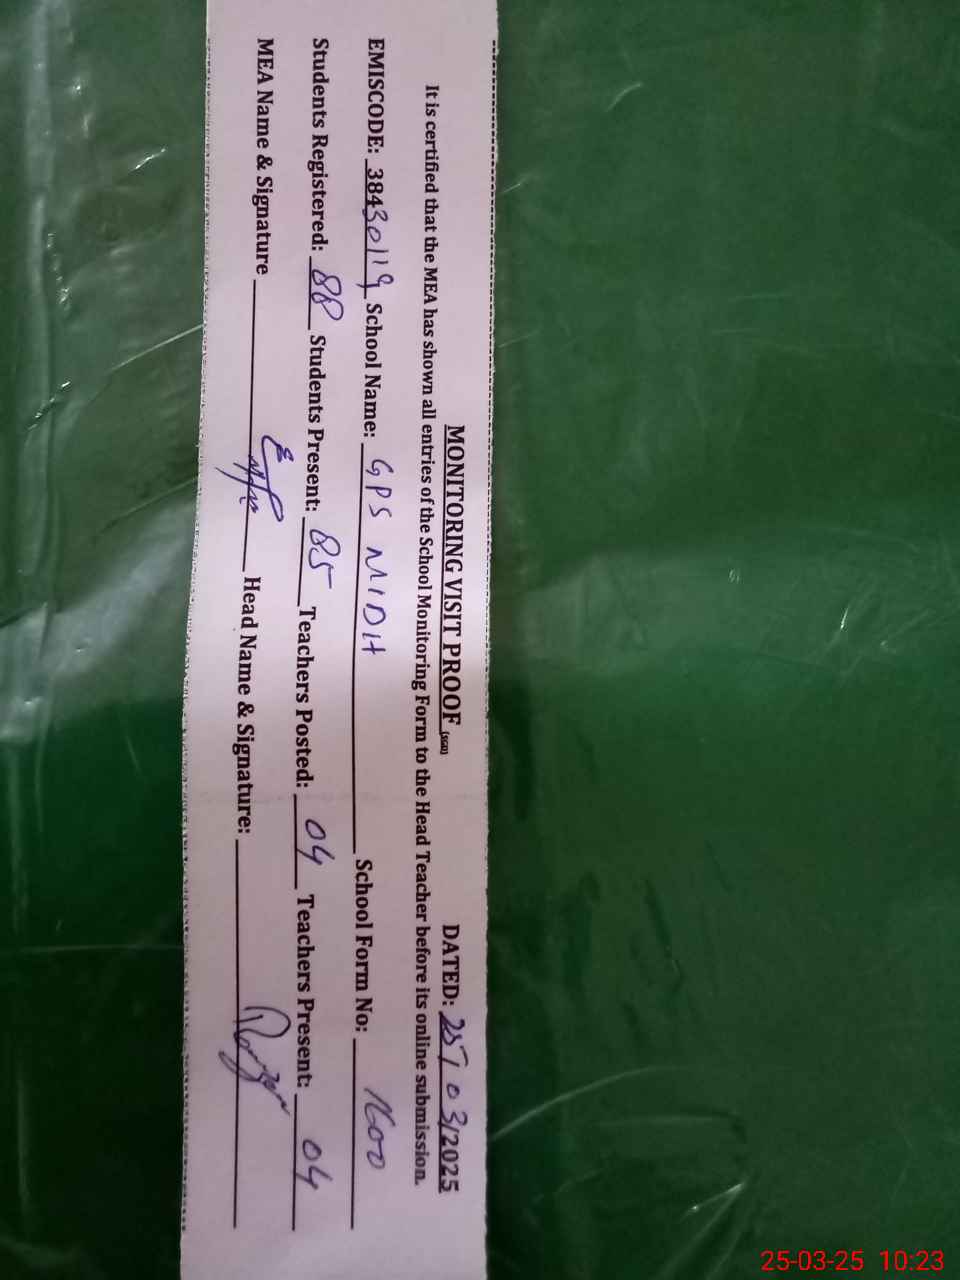 MONITORING VISIT PROOF (SGD) DATED: 25/03/2025
It is certified that the MEA has shown all entries of the School Monitoring Form to the Head Teacher before its online submission.
EMISCODE: 38430119 School Name: GPS MIDH School Form No: 1600
Students Registered: 88 Students Present: 85 Teachers Posted: 04 Teachers Present: 04
MEA Name & Signature Head Name & Signature:
25-03-25 10:23